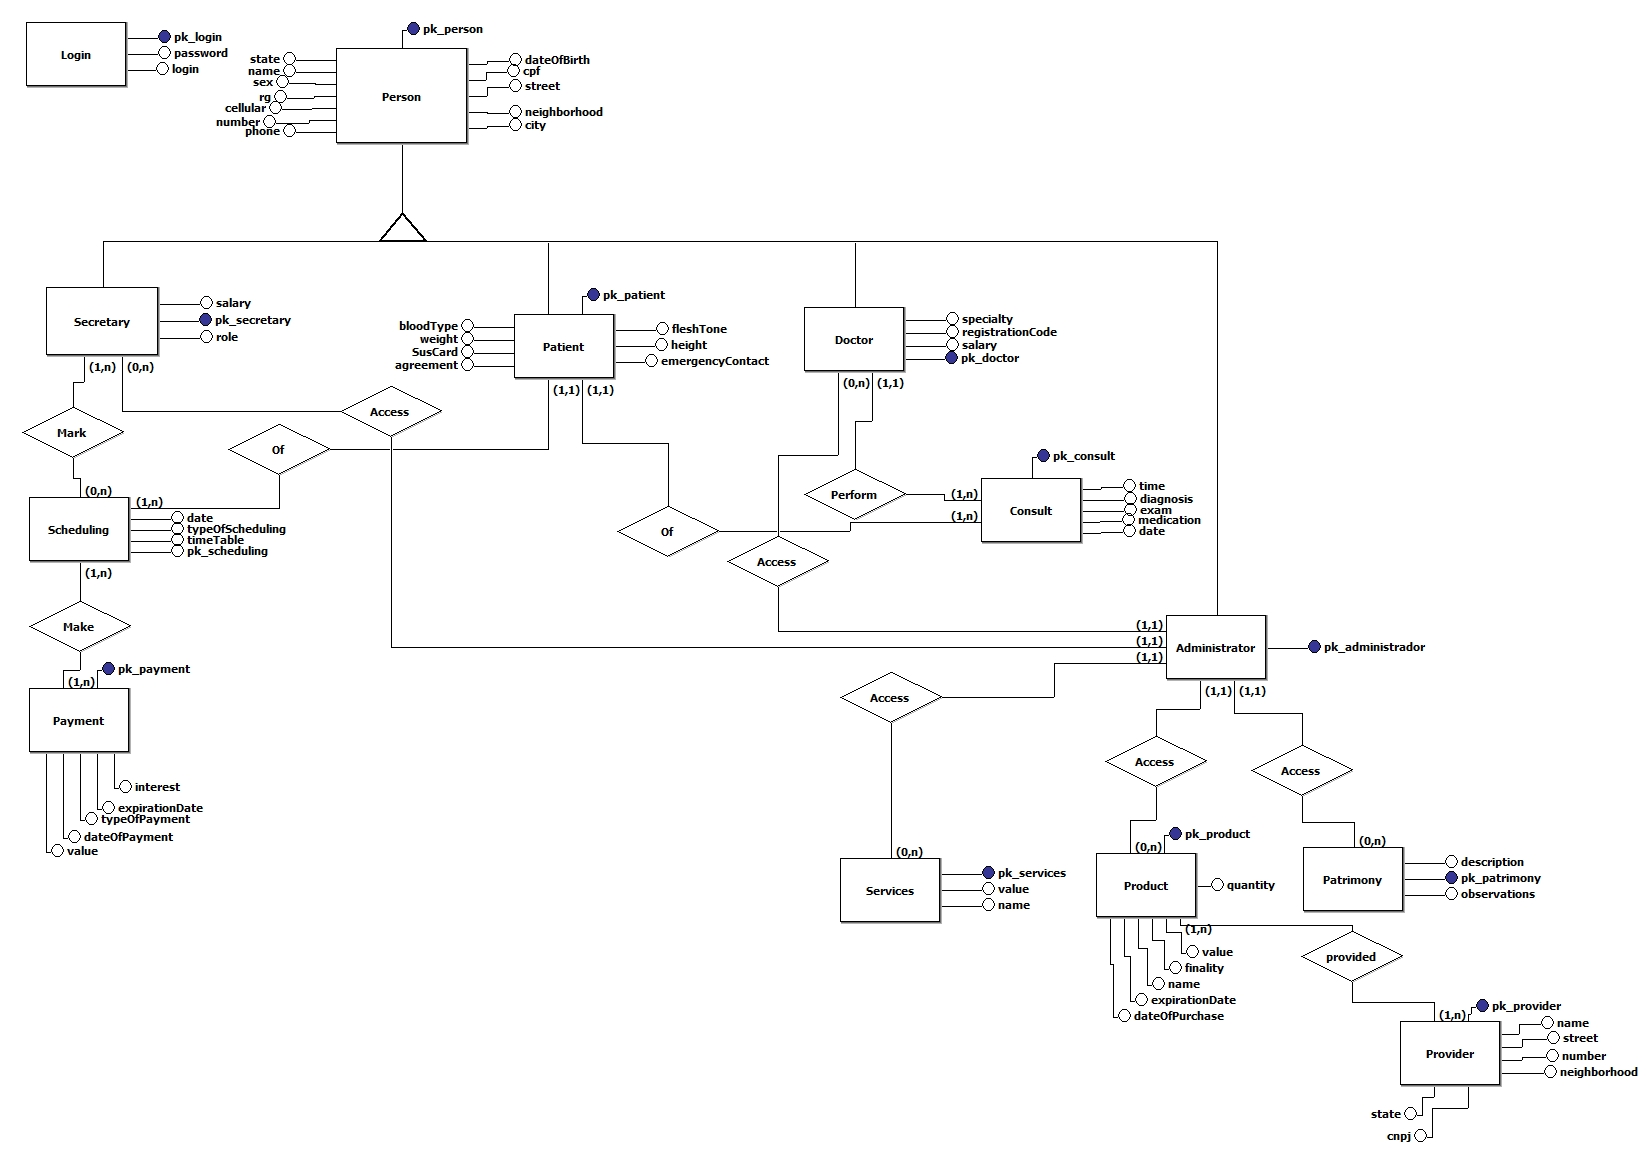 Login
pk_login
password
login
pk_person
Person
state
name
sex
rg
cellular
number
phone
dateOfBirth
cpf
street
neighborhood
city
Secretary
salary
pk_secretary
role
(1,n)
(0,n)
pk_patient
Patient
bloodType
weight
SusCard
agreement
fleshTone
height
emergencyContact
(1,1)
(1,1)
Doctor
specialty
registrationCode
salary
pk_doctor
(0,n)
(1,1)
Mark
Access
Of
Of
Perform
Access
pk_consult
Consult
(1,n)
(1,n)
time
diagnosis
exam
medication
date
(0,n)
(1,n)
Scheduling
date
typeOfScheduling
timeTable
pk_scheduling
(1,n)
Make
pk_payment
(1,n)
Payment
interest
expirationDate
typeOfPayment
dateOfPayment
value
(1,1)
(1,1)
(1,1)
Administrator
pk_administrador
(1,1)
(1,1)
Access
Access
Access
(0,n)
Services
pk_services
value
name
pk_product
(0,n)
Product
quantity
(1,n)
value
finality
name
expirationDate
dateOfPurchase
(0,n)
Patrimony
description
pk_patrimony
observations
provided
pk_provider
(1,n)
Provider
name
street
number
neighborhood
state
cnpj